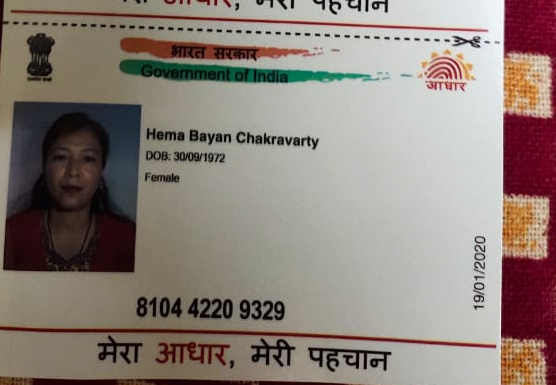 मेरा आधार, मेरी पहचान
भारत सरकार
Government of India
आधार
Hema Bayan Chakravarty
DOB: 30/09/1972
Female
19/01/2020
8104 4220 9329
मेरा आधार, मेरी पहचान